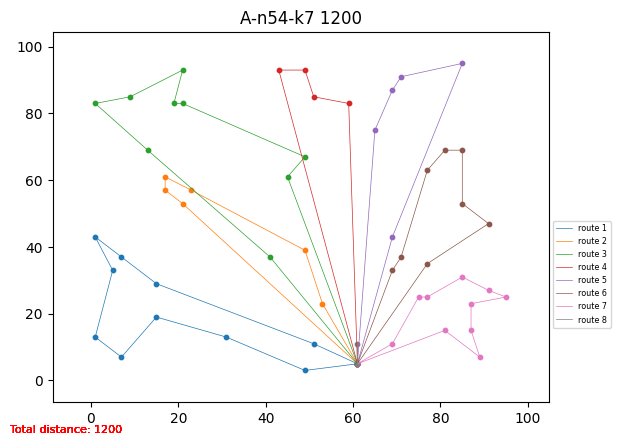 A-n54-k7 1200
100
80
60
40
20
0
0 20 40 60 80 100
route 1
route 2
route 3
route 4
route 5
route 6
route 7
route 8
Total distance: 1200